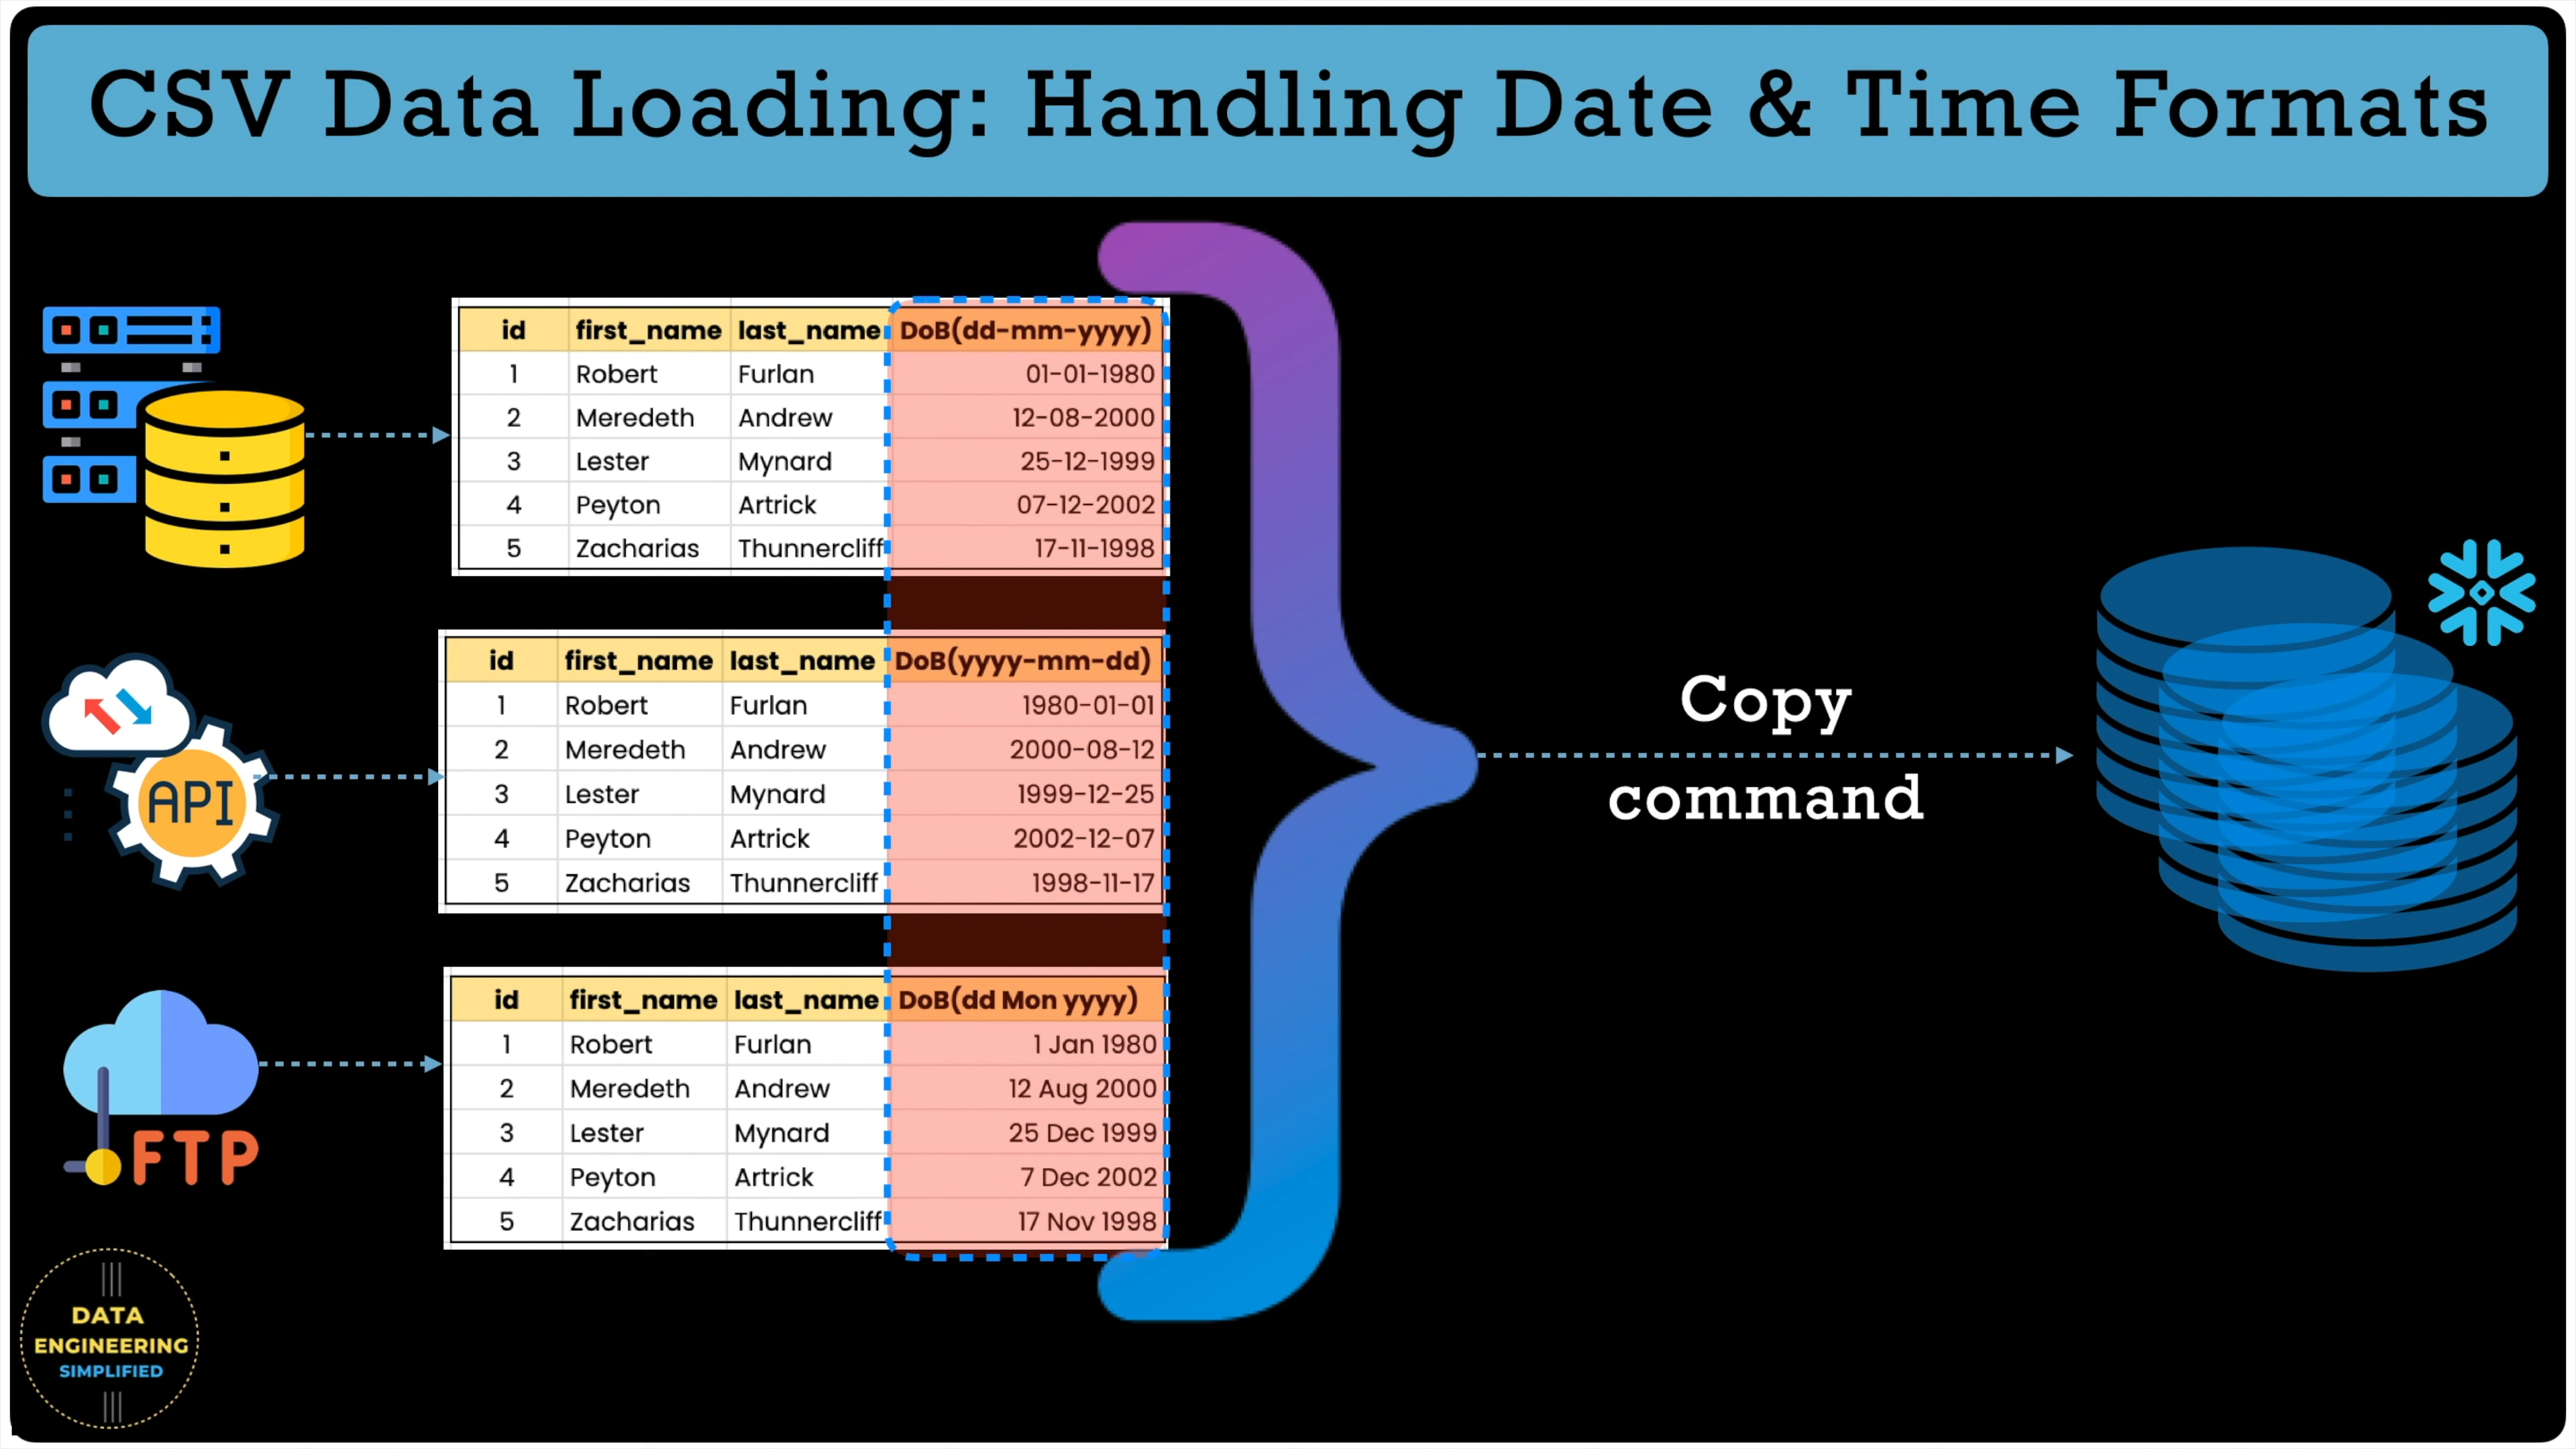 CSV Data Loading: Handling Date & Time Formats
id first_name last_name DoB(dd-mm-yyyy)
1 Robert Furlan 01-01-1980
2 Meredeth Andrew 12-08-2000
3 Lester Mynard 25-12-1999
4 Peyton Artrick 07-12-2002
5 Zacharias Thunnercliff 17-11-1998
API
id first_name last_name DoB(yyyy-mm-dd)
1 Robert Furlan 1980-01-01
2 Meredeth Andrew 2000-08-12
3 Lester Mynard 1999-12-25
4 Peyton Artrick 2002-12-07
5 Zacharias Thunnercliff 1998-11-17
FTP
id first_name last_name DoB(dd Mon yyyy)
1 Robert Furlan 1 Jan 1980
2 Meredeth Andrew 12 Aug 2000
3 Lester Mynard 25 Dec 1999
4 Peyton Artrick 7 Dec 2002
5 Zacharias Thunnercliff 17 Nov 1998
Copy
command
DATA
ENGINEERING
SIMPLIFIED